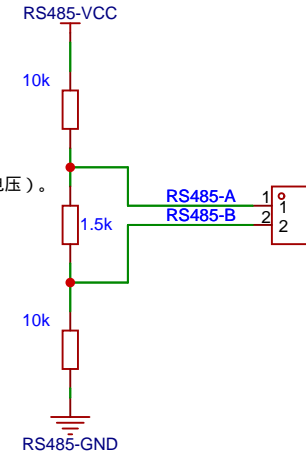 RS485-VCC
10k
压）。
RS485-A
1
1
1.5k
RS485-B
2
2
10k
RS485-GND